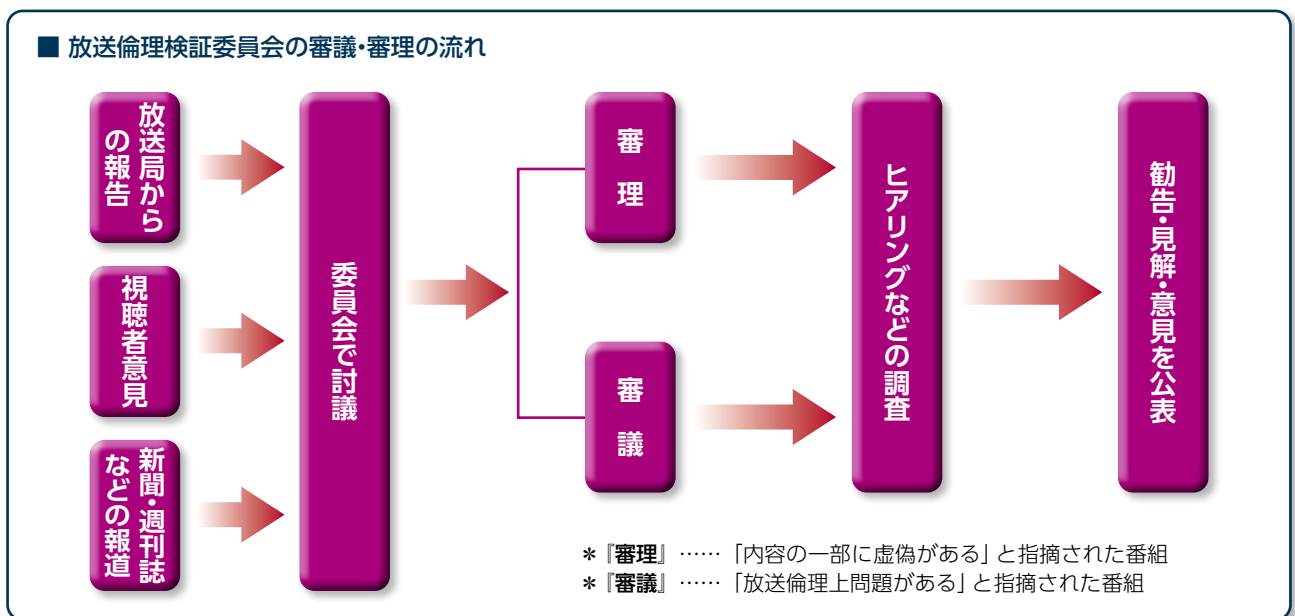 ■ 放送倫理検証委員会の審議・審理の流れ
放送局から
の報告
視聴者意見
新聞・週刊誌
などの報道
委員会で討議
審理
審議
ヒアリングなどの調査
勧告・見解・意見を公表
＊『審理』……「内容の一部に虚偽がある」と指摘された番組
＊『審議』……「放送倫理上問題がある」と指摘された番組